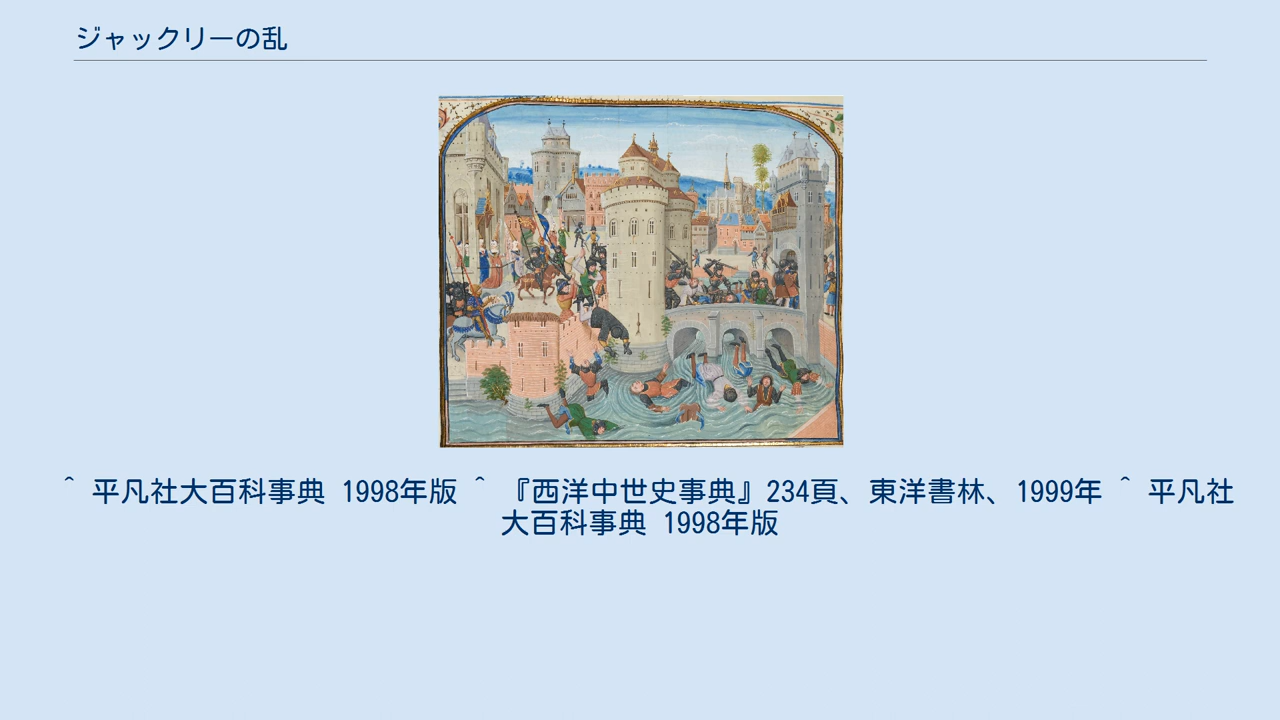 ジャックリーの乱
^ 平凡社大百科事典 1998年版 ^ 『西洋中世史事典』234頁、東洋書林、1999年 ^ 平凡社
大百科事典 1998年版